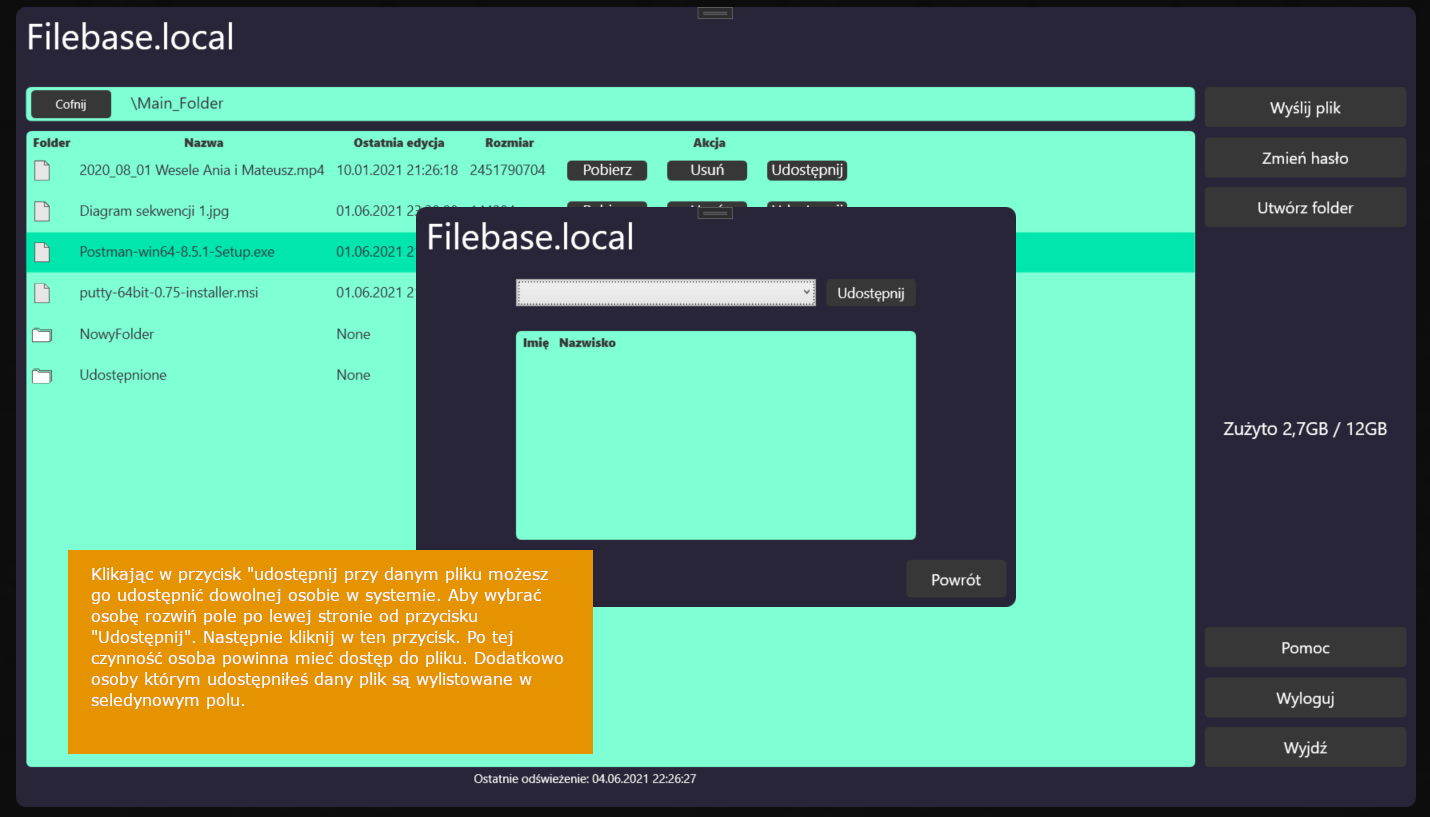 Filebase.local
Cofnij \Main_Folder
Wyślij plik
Zmień hasło
Utwórz folder
Folder Nazwa Ostatnia edycja Rozmiar Akcja
2020_08_01 Wesele Ania i Mateusz.mp4 10.01.2021 21:26:18 2451790704 Pobierz Usuń Udostępnij
Diagram sekwencji 1.jpg 01.06.2021
Postman-win64-8.5.1-Setup.exe 01.06.2021
putty-64bit-0.75-installer.msi 01.06.2021
NowyFolder None
Udostępnione None
Filebase.local
Udostępnij
Imię Nazwisko
Powrót
Zużyto 2,7GB / 12GB
Klikając w przycisk "udostępnij przy danym pliku możesz
go udostępnić dowolnej osobie w systemie. Aby wybrać
osobę rozwiń pole po lewej stronie od przycisku
"Udostępnij". Następnie kliknij w ten przycisk. Po tej
czynność osoba powinna mieć dostęp do pliku. Dodatkowo
osoby którym udostępniłeś dany plik są wylistowane w
seledynowym polu.
Pomoc
Wyloguj
Wyjdź
Ostatnie odświeżenie: 04.06.2021 22:26:27